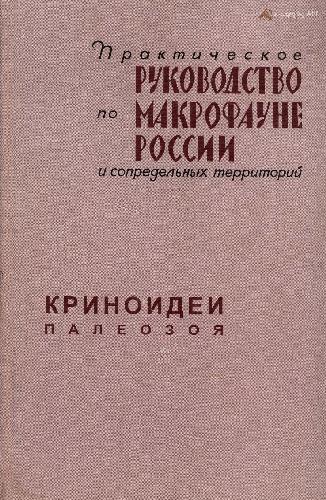 Практическое
РУКОВОДСТВО
по МАКРОФАУНЕ
РОССИИ
и сопредельных территорий
КРИНОИДЕИ
ПАЛЕОЗОЯ